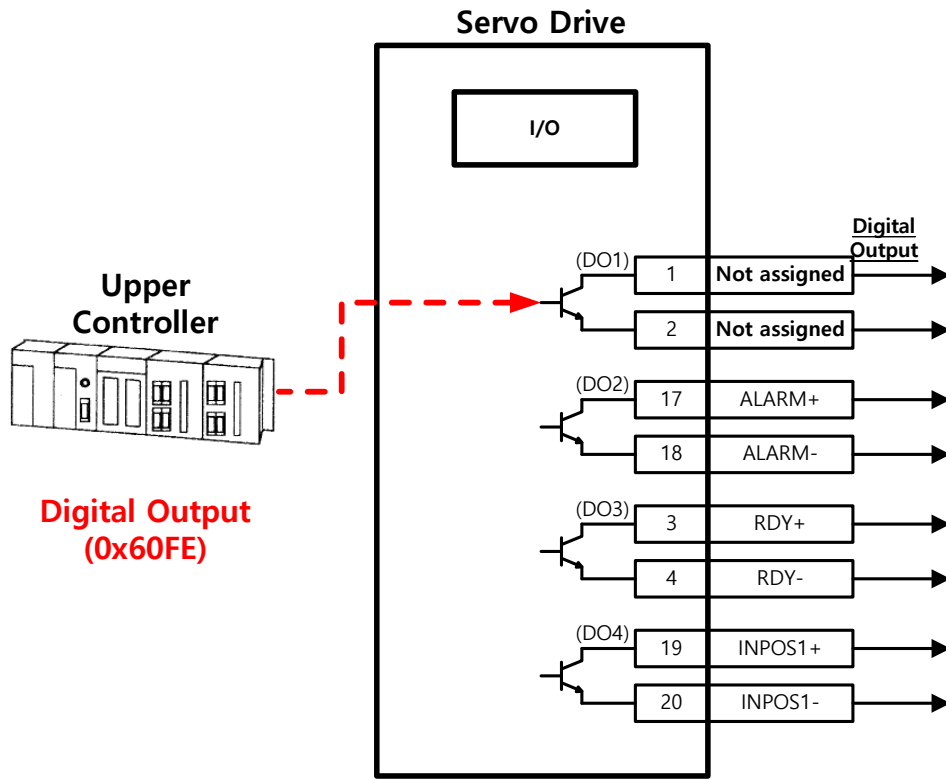 Servo Drive
I/O
Digital
Output
(DO1)
1
Not assigned
2
Not assigned
Upper
Controller
(DO2)
17
ALARM+
18
ALARM-
Digital Output
(0x60FE)
(DO3)
3
RDY+
4
RDY-
(DO4)
19
INPOS1+
20
INPOS1-